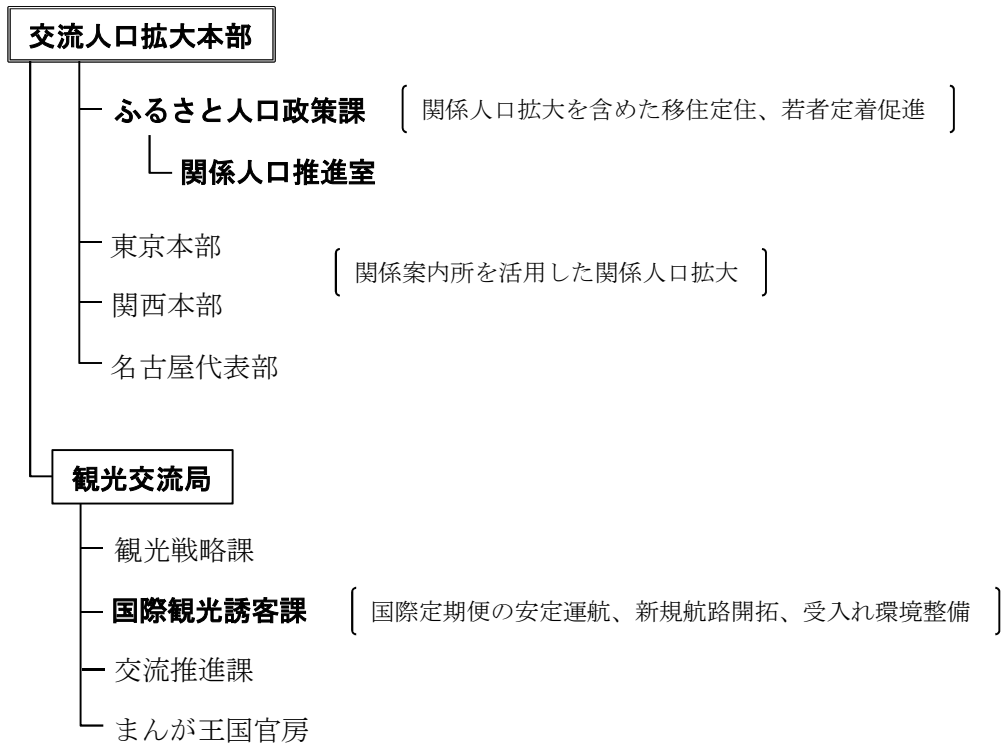 交流人口拡大本部
ふるさと人口政策課 〔関係人口拡大を含めた移住定住、若者定着促進〕
関係人口推進室
東京本部
〔関係案内所を活用した関係人口拡大〕
関西本部
名古屋代表部
観光交流局
観光戦略課
国際観光誘客課 〔国際定期便の安定運航、新規航路開拓、受入れ環境整備〕
交流推進課
まんが王国官房